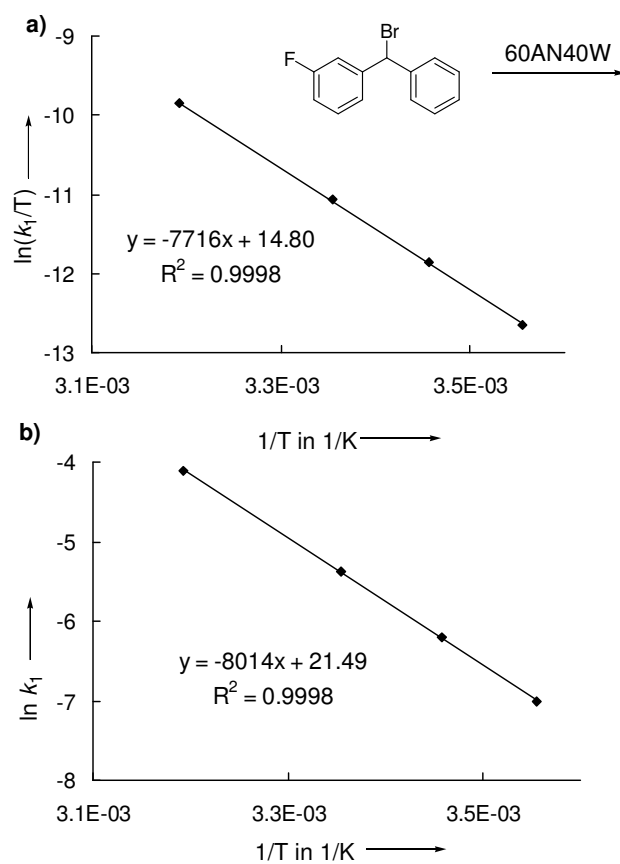 a)
-9
Br
F
60AN40W
-10
ln(k₁/T)
-11
y = -7716x + 14.80
R² = 0.9998
-12
-13
3.1E-03 3.3E-03 3.5E-03
1/T in 1/K
b)
-4
-5
ln k₁
-6
y = -8014x + 21.49
R² = 0.9998
-7
-8
3.1E-03 3.3E-03 3.5E-03
1/T in 1/K